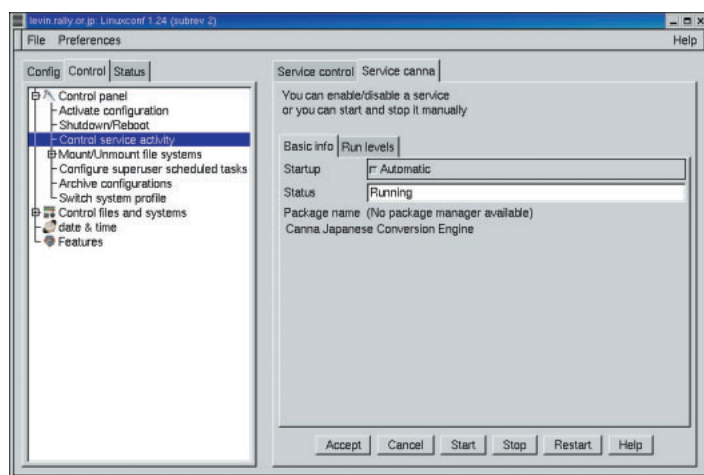 levin.rally.or.jp: Linuxconf 1.24 (subrev 2)
File Preferences Help
Config Control Status
Control panel
Activate configuration
Shutdown/Reboot
Control service activity
Mount/Unmount file systems
Configure superuser scheduled tasks
Archive configurations
Switch system profile
Control files and systems
date & time
Features
Service control Service canna
You can enable/disable a service
or you can start and stop it manually
Basic info Run levels
Startup Automatic
Status Running
Package name (No package manager available)
Canna Japanese Conversion Engine
Accept Cancel Start Stop Restart Help